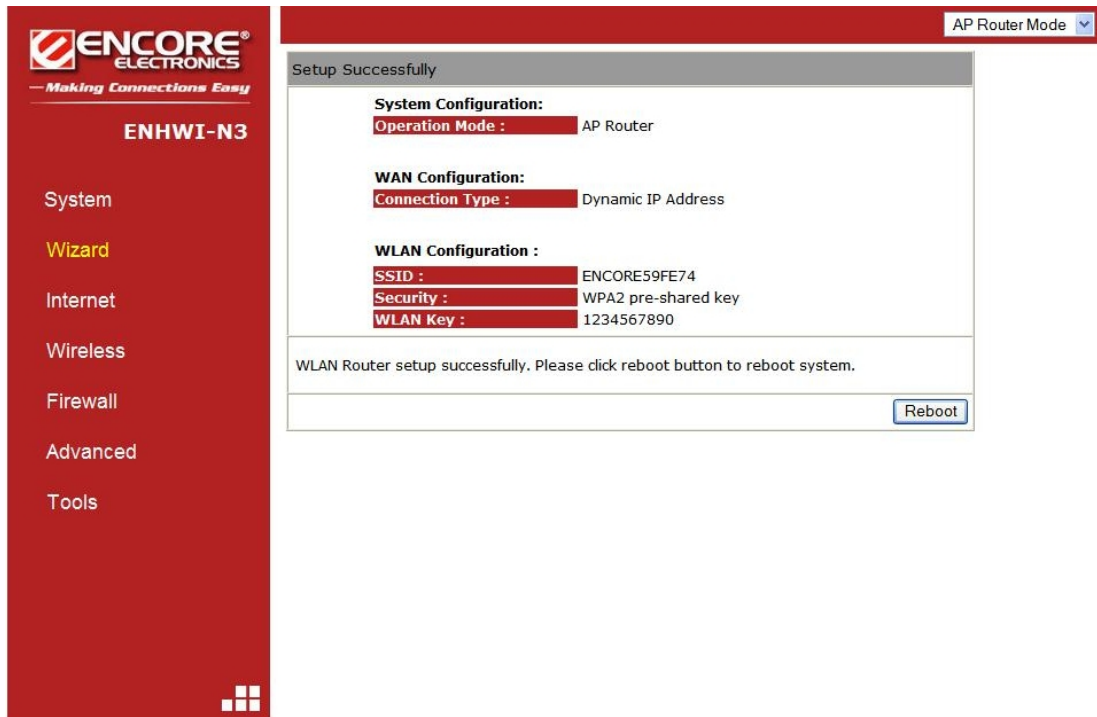 AP Router Mode
ENCORE®
ELECTRONICS
Making Connections Easy
ENHWI-N3
System
Wizard
Internet
Wireless
Firewall
Advanced
Tools
Setup Successfully
System Configuration:
Operation Mode : AP Router
WAN Configuration:
Connection Type : Dynamic IP Address
WLAN Configuration :
SSID : ENCORE59FE74
Security : WPA2 pre-shared key
WLAN Key : 1234567890
WLAN Router setup successfully. Please click reboot button to reboot system.
Reboot